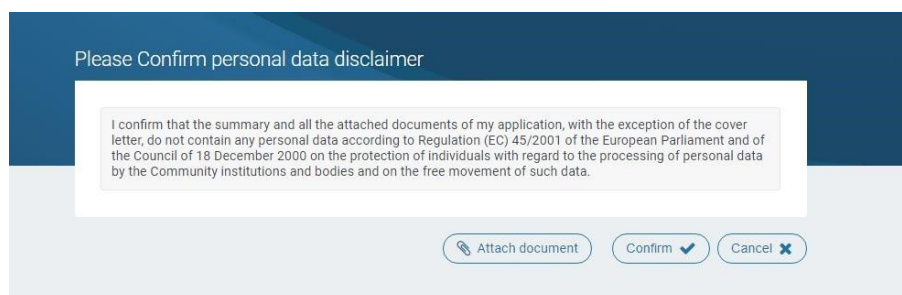 Please Confirm personal data disclaimer
I confirm that the summary and all the attached documents of my application, with the exception of the cover
letter, do not contain any personal data according to Regulation (EC) 45/2001 of the European Parliament and of
the Council of 18 December 2000 on the protection of individuals with regard to the processing of personal data
by the Community institutions and bodies and on the free movement of such data.
Attach document Confirm Cancel